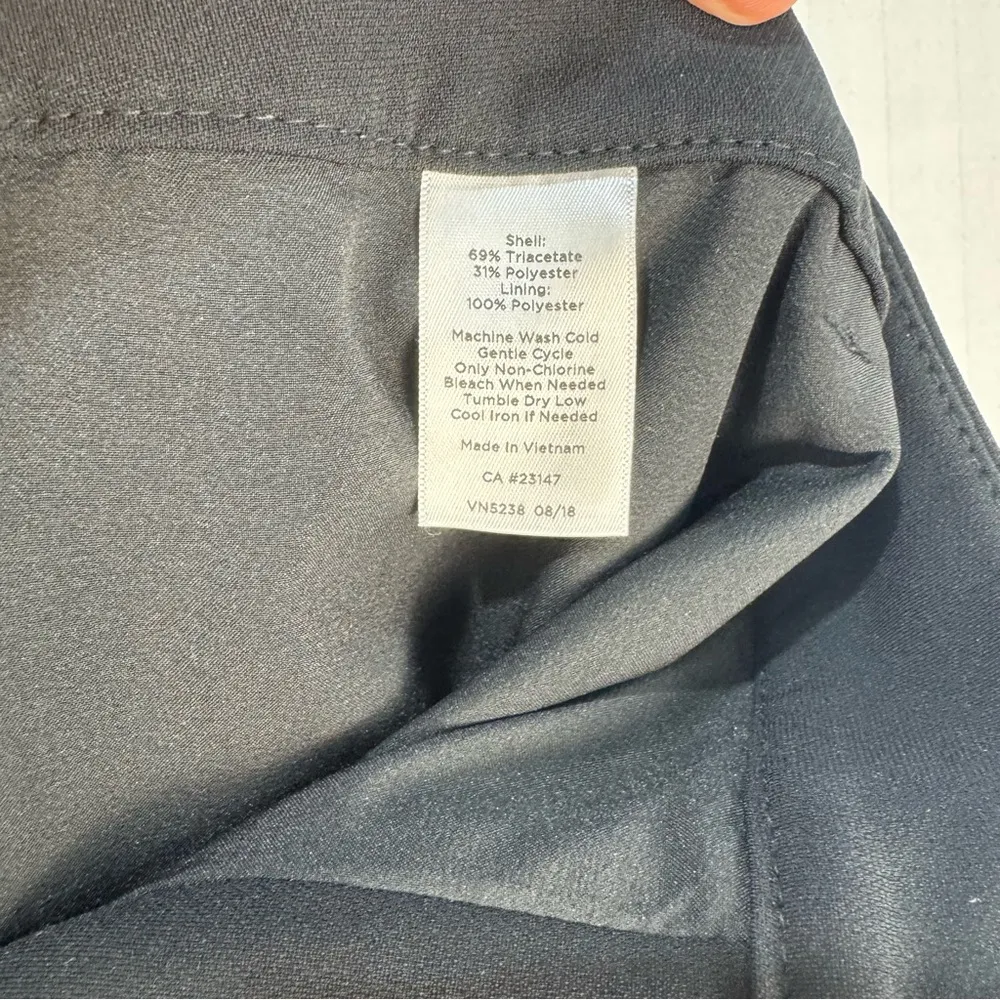 Shell:
69% Triacetate
31% Polyester
Lining:
100% Polyester
Machine Wash Cold
Gentle Cycle
Only Non-Chlorine
Bleach When Needed
Tumble Dry Low
Cool Iron If Needed
Made In Vietnam
CA #23147
VN5238 08/18